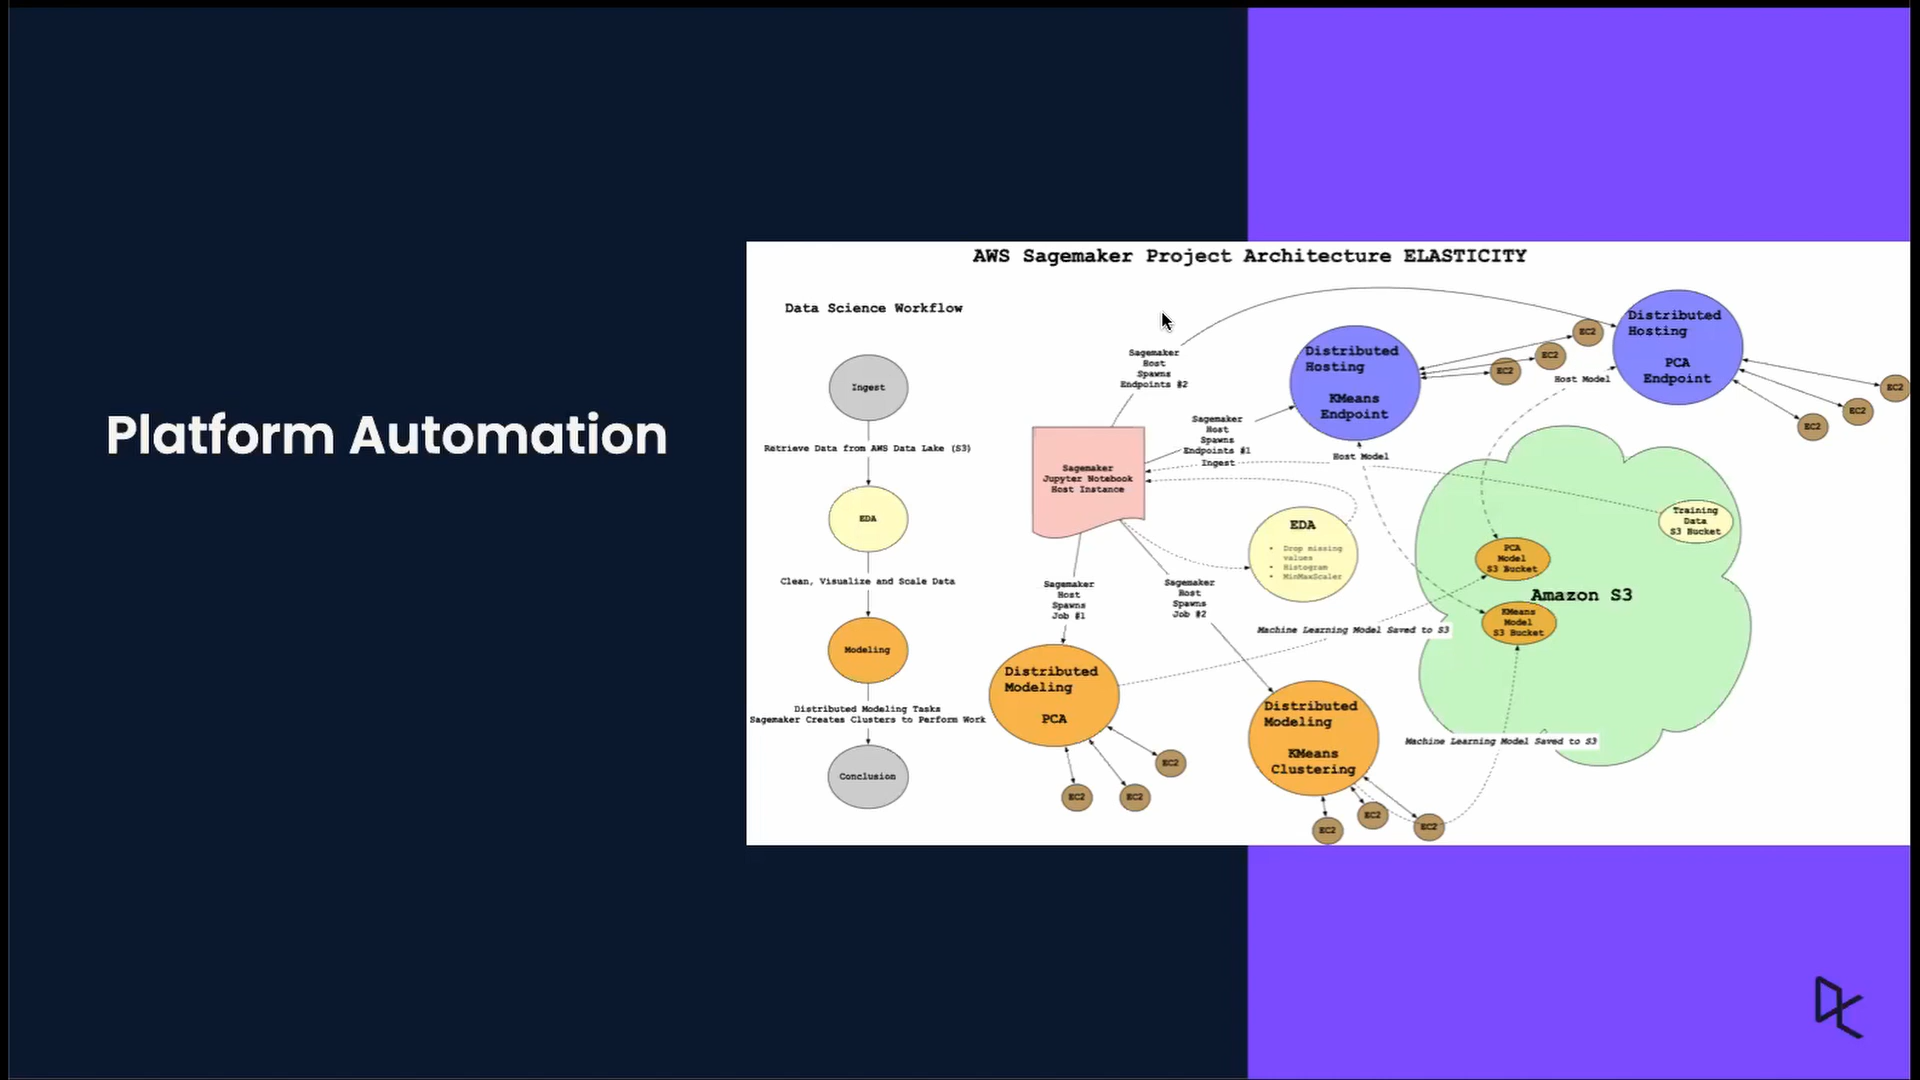 Platform Automation
AWS Sagemaker Project Architecture ELASTICITY
Data Science Workflow
Ingest
Retrieve Data from AWS Data Lake (S3)
EDA
Clean, Visualize and Scale Data
Modeling
Distributed Modeling Tasks
Sagemaker Creates Clusters to Perform Work
Conclusion
Sagemaker
Host
Spawns
Endpoints #2
Sagemaker
Host
Spawns
Endpoints #1
Ingest
Sagemaker
Jupyter Notebook
Host Instance
Distributed
Hosting
KMeans
Endpoint
EC2
EC2
EC2
Host Model
Distributed
Hosting
PCA
Endpoint
EC2
EC2
EC2
Host Model
EDA
• Drop missing
values
• Histogram
• MinMaxScaler
Training
Data
S3 Bucket
PCA
Model
S3 Bucket
Amazon S3
KMeans
Model
S3 Bucket
Sagemaker
Host
Spawns
Job #1
Sagemaker
Host
Spawns
Job #2
Machine Learning Model Saved to S3
Distributed
Modeling
PCA
EC2
EC2
EC2
Distributed
Modeling
KMeans
Clustering
EC2
EC2
EC2
Machine Learning Model Saved to S3